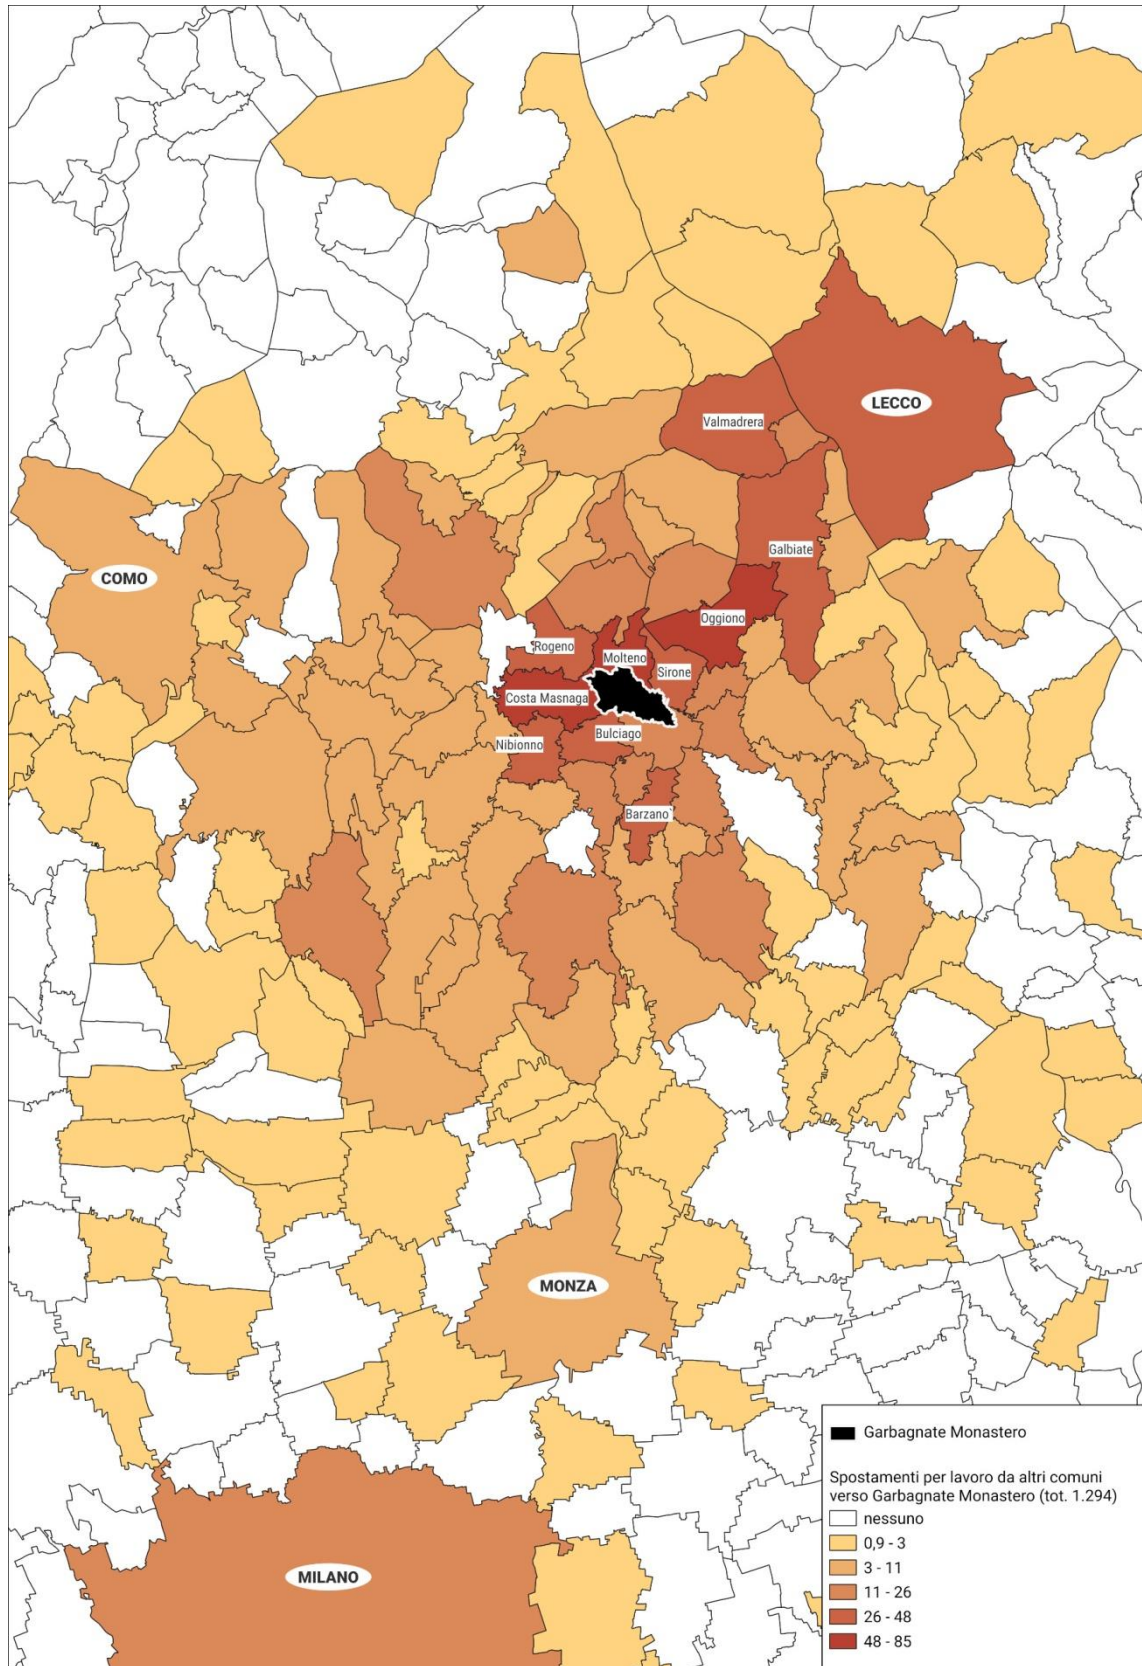 Valmadrera
LECCO
COMO
Galbiate
Oggiono
Rogeno
Molteno
Sirone
Costa Masnaga
Bulciago
Nibionno
Barzano`
MONZA
MILANO
Garbagnate Monastero
Spostamenti per lavoro da altri comuni
verso Garbagnate Monastero (tot. 1.294)
nessuno
0,9 - 3
3 - 11
11 - 26
26 - 48
48 - 85